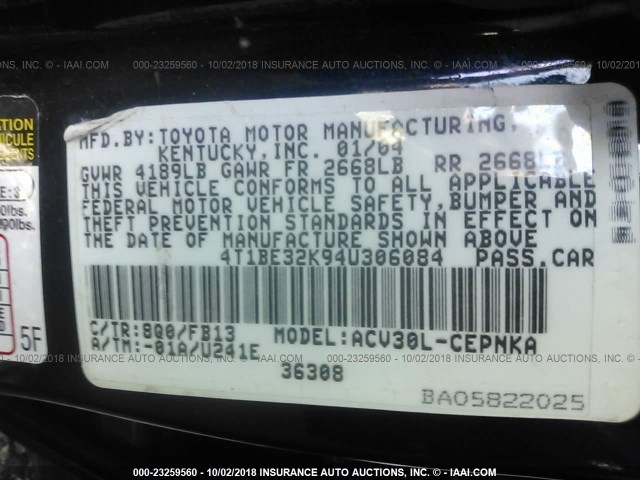 000-23259560 - 10/02/2018 - INSURANCE AUTO AUCTIONS, INC. - IAAI.COM
MFD.BY:TOYOTA MOTOR MANUFACTURING,
KENTUCKY,INC. 01/04
GVWR 4189LB GAWR FR 2668LB RR 2668LB
THIS VEHICLE CONFORMS TO ALL APPLICABLE
FEDERAL MOTOR VEHICLE SAFETY,BUMPER AND
THEFT PREVENTION STANDARDS IN EFFECT ON
THE DATE OF MANUFACTURE SHOWN ABOVE
4T1BE32K94U306084 PASS.CAR
C/TR:8Q0/FB13 MODEL:ACV30L-CEPNKA
A/TM:-01A/U241E
36308
BA05822025
5F
000-23259560 - 10/02/2018 - INSURANCE AUTO AUCTIONS, INC. - IAAI.COM